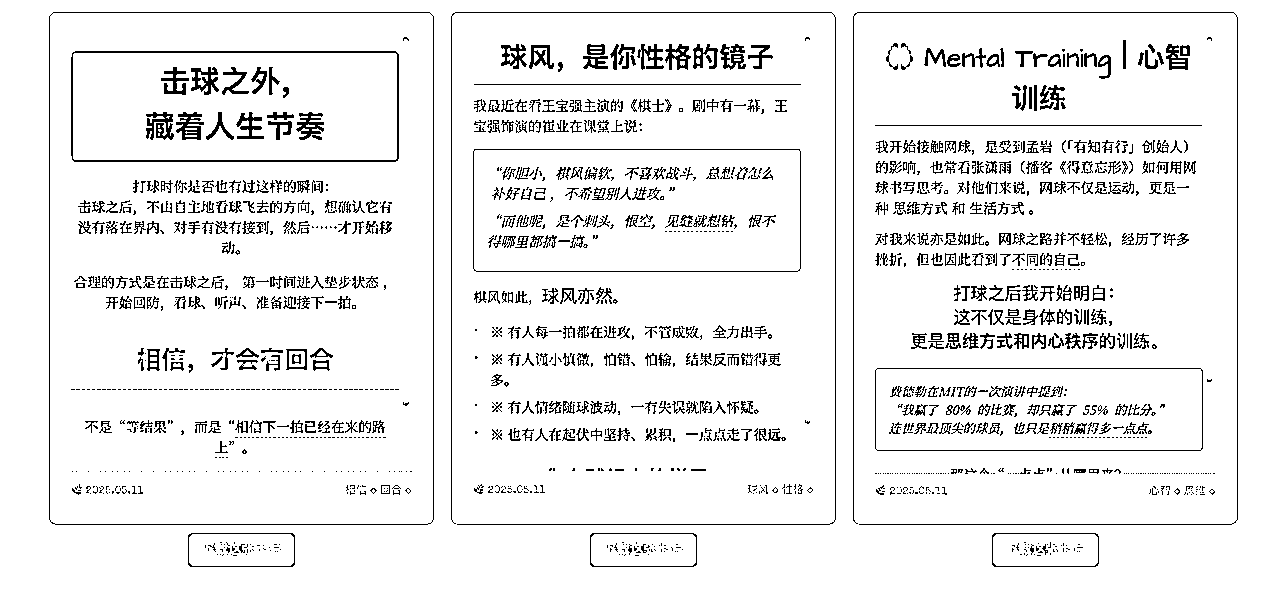 击球之外，
藏着人生节奏
打球时你是否也有过这样的瞬间：
击球之后，不由自主地看球飞去的方向，想确认它有
没有落在界内、对手有没有接到，然后……才开始移
动。
合理的方式是在击球之后，第一时间进入垫步状态，
开始回防，看球、听声、准备迎接下一拍。
相信，才会有回合
不是“等结果”，而是“相信下一拍已经在来的路
上”。
2025.05.11
相信 ◇ 回合 ◇
球风，是你性格的镜子
我最近在看王宝强主演的《棋士》。剧中有一幕，王
宝强饰演的崔业在课堂上说：
“你胆小，棋风偏软，不喜欢战斗，总想着怎么
补好自己，不希望别人进攻。”
“而他呢，是个刺头，很空，见缝就想钻，恨不
得哪里都搞一搞。”
棋风如此，球风亦然。
· ※ 有人每一拍都在进攻，不管成败，全力出手。
· ※ 有人谨小慎微，怕错、怕输，结果反而错得更
多。
· ※ 有人情绪随球波动，一有失误就陷入怀疑。
· ※ 也有人在起伏中坚持、累积，一点点走了很远。
2025.05.11
球风 ◇ 性格 ◇
Mental Training | 心智
训练
我开始接触网球，是受到孟岩（「有知有行」创始人）
的影响，也常看张潇雨（播客《得意忘形》）如何用网
球书写思考。对他们来说，网球不仅是运动，更是一
种 思维方式 和 生活方式 。
对我来说亦是如此。网球之路并不轻松，经历了许多
挫折，但也因此看到了不同的自己。
打球之后我开始明白：
这不仅是身体的训练，
更是思维方式和内心秩序的训练。
费德勒在MIT的一次演讲中提到：
“我赢了 80% 的比赛，却只赢了 55% 的比分。”
连世界最顶尖的球员，也只是稍稍赢得多一点点。
2025.05.11
心智 ◇ 思维 ◇